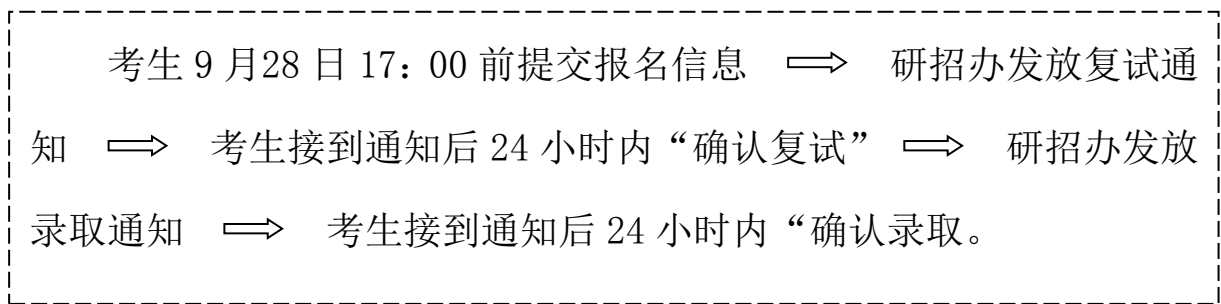 考生 9 月28 日 17：00 前提交报名信息 ⇨ 研招办发放复试通
知 ⇨ 考生接到通知后 24 小时内“确认复试” ⇨ 研招办发放
录取通知 ⇨ 考生接到通知后 24 小时内“确认录取。